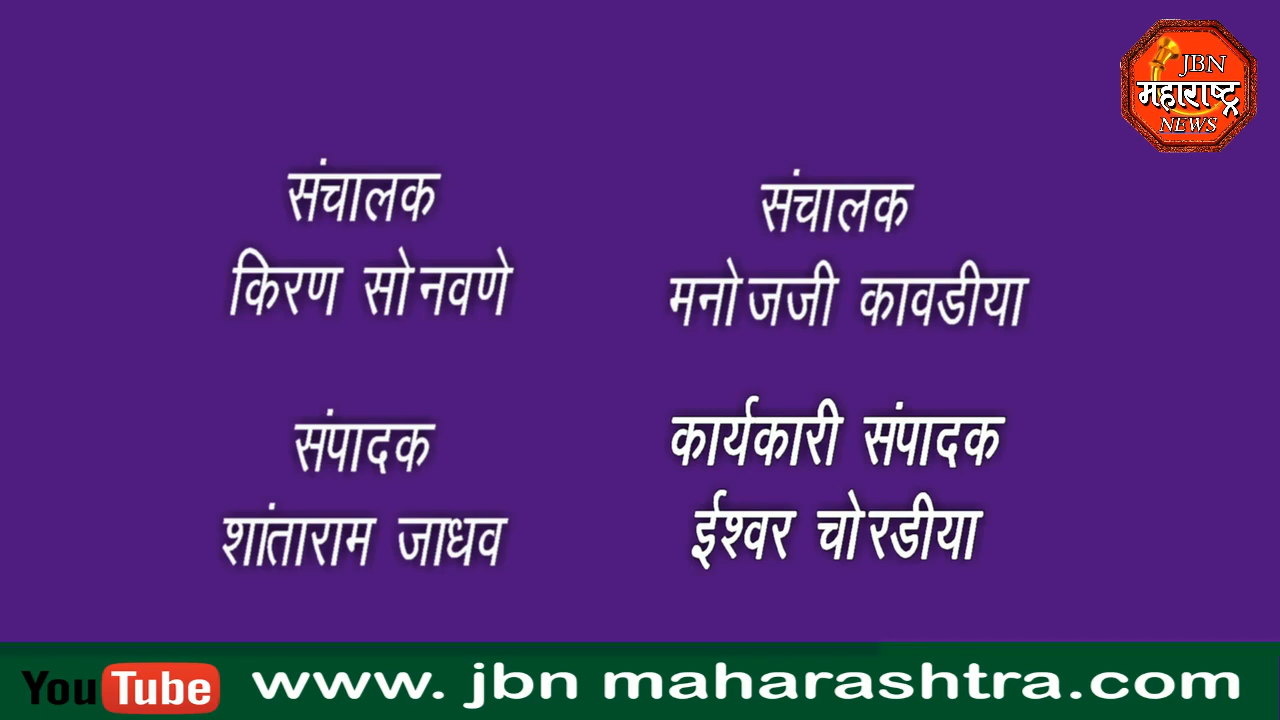 JBN
महाराष्ट्र
NEWS
संचालक
किरण सोनवणे
संचालक
मनोजजी कावडीया
संपादक
शांताराम जाधव
कार्यकारी संपादक
ईश्वर चोरडीया
YouTube www. jbn maharashtra.com